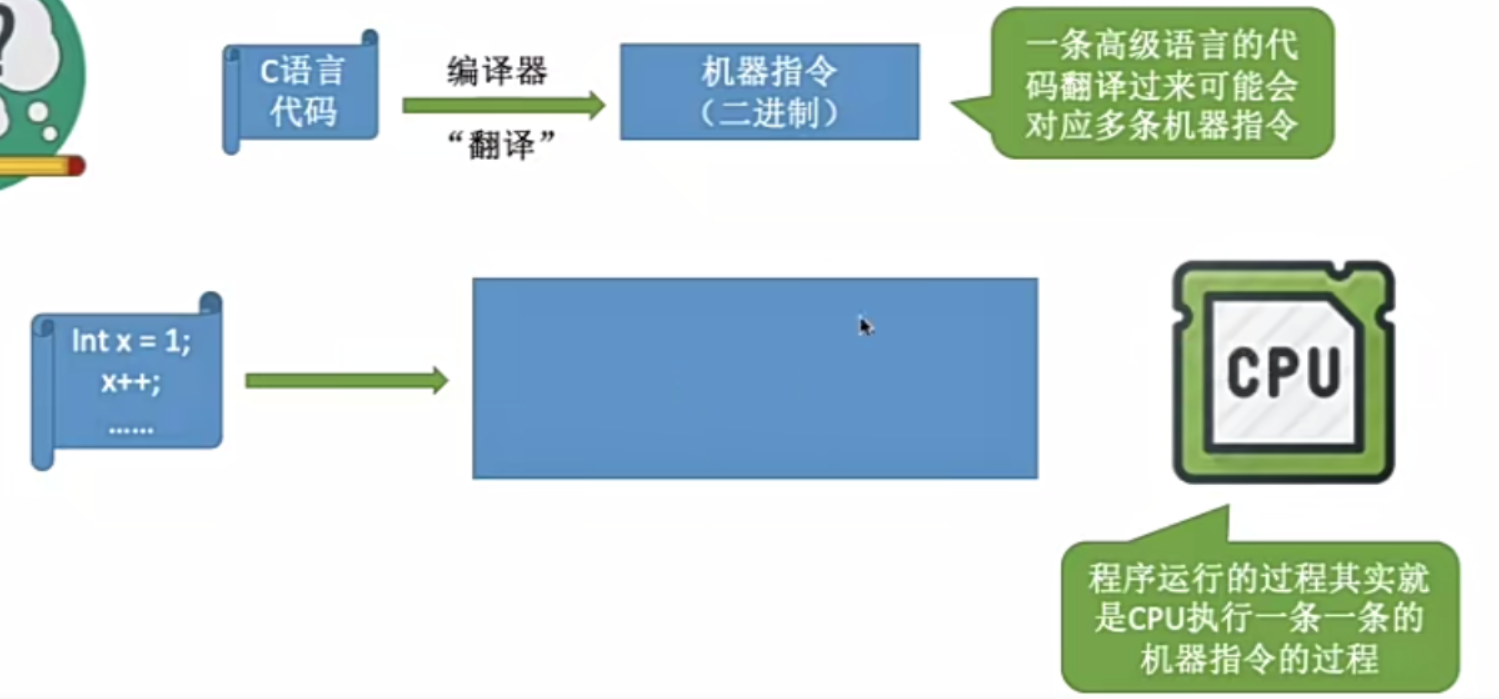 ?
C语言
代码
编译器
“翻译”
机器指令
（二进制）
一条高级语言的代
码翻译过来可能会
对应多条机器指令
Int x = 1;
x++;
……
CPU
程序运行的过程其实就
是CPU执行一条一条的
机器指令的过程